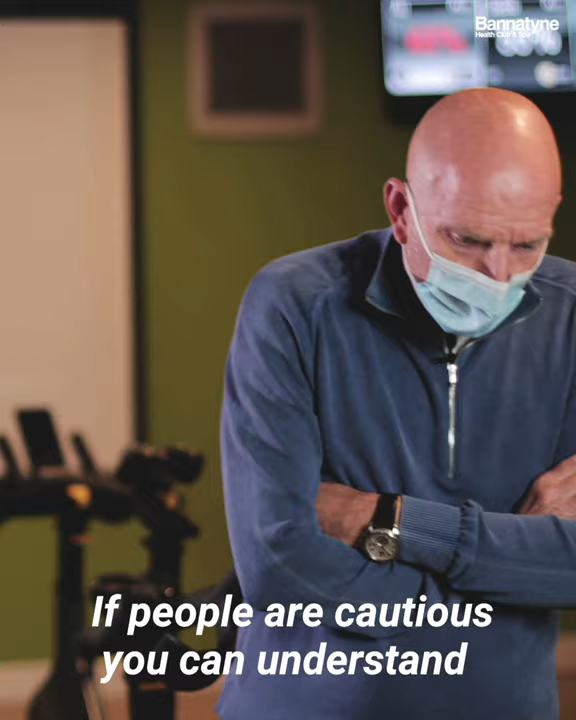 Bannatyne
Health Club & Spa
If people are cautious
you can understand